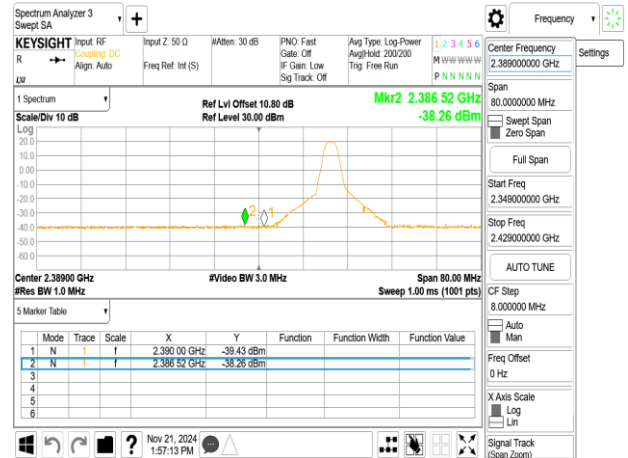 Spectrum Analyzer 3
Swept SA
Frequency
KEYSIGHT
R
Input: RF
Coupling: DC
Align: Auto
Input Z: 50 Ω
Freq Ref: Int (S)
#Atten: 30 dB
PNO: Fast
Gate: Off
IF Gain: Low
Sig Track: Off
Avg Type: Log-Power
Avg|Hold: 200/200
Trig: Free Run
1 2 3 4 5 6
M W W W W W
P N N N N N
1 Spectrum
Scale/Div 10 dB
Ref Lvl Offset 10.80 dB
Ref Level 30.00 dBm
Mkr2 2.386 52 GHz
-38.26 dBm
Log
20.0
10.0
0.00
-10.0
-20.0
-30.0
-40.0
-50.0
-60.0
2
1
Center 2.38900 GHz
#Res BW 1.0 MHz
#Video BW 3.0 MHz
Span 80.00 MHz
Sweep 1.00 ms (1001 pts)
5 Marker Table
Mode Trace Scale X Y Function Function Width Function Value
1 N 1 f 2.390 00 GHz -39.43 dBm
2 N 1 f 2.386 52 GHz -38.26 dBm
3
4
5
6
Nov 21, 2024
1:57:13 PM
Center Frequency
2.389000000 GHz
Settings
Span
80.0000000 MHz
Swept Span
Zero Span
Full Span
Start Freq
2.349000000 GHz
Stop Freq
2.429000000 GHz
AUTO TUNE
CF Step
8.000000 MHz
Auto
Man
Freq Offset
0 Hz
X Axis Scale
Log
Lin
Signal Track
(Span Zoom)